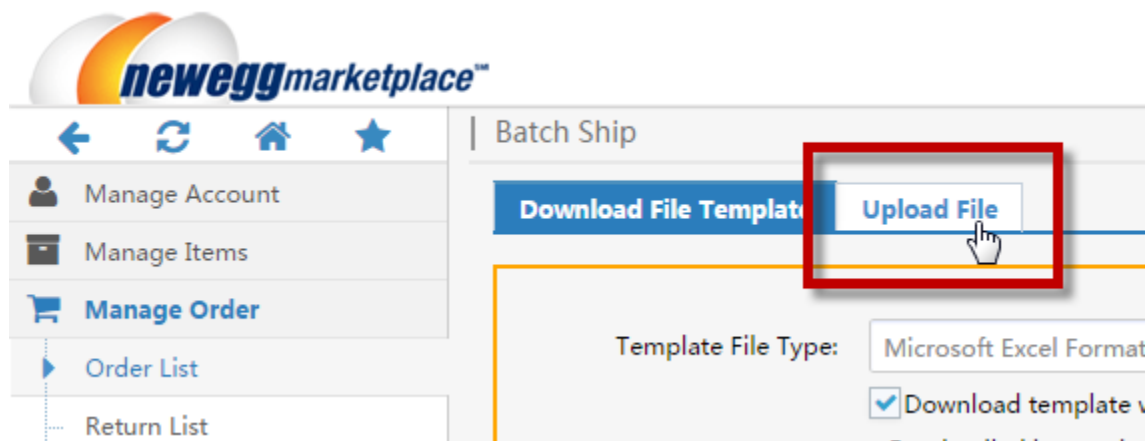 neweggmarketplace℠
Batch Ship
Manage Account
Manage Items
Manage Order
Order List
Return List
Download File Template
Upload File
Template File Type:
Microsoft Excel Format
Download template